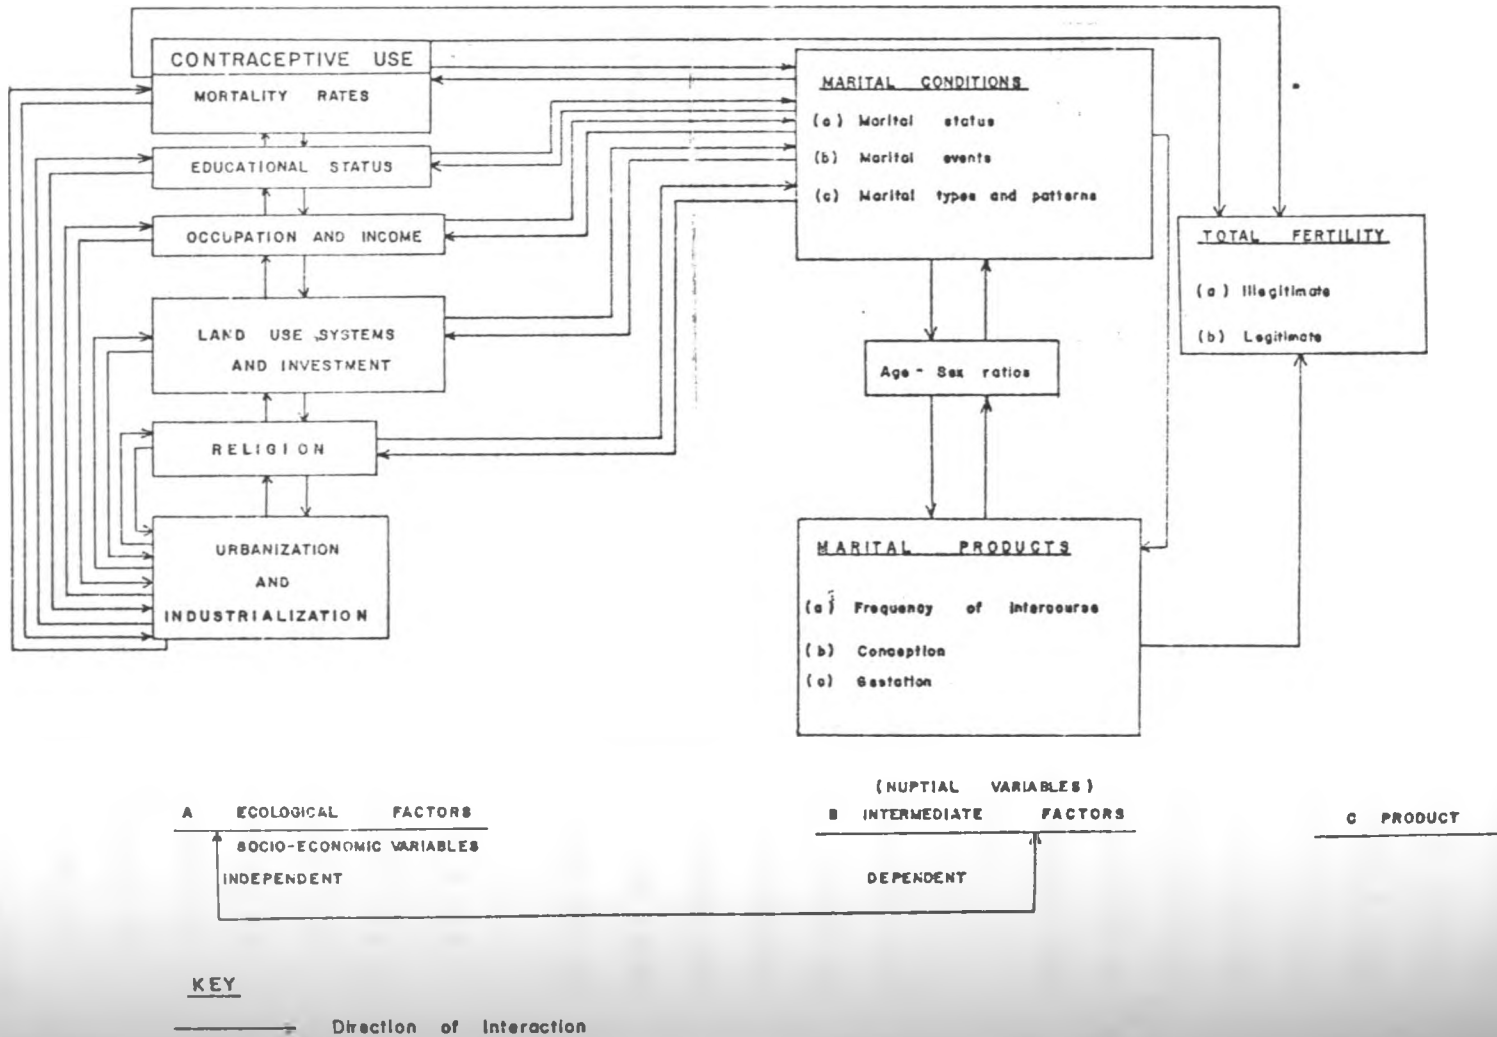 CONTRACEPTIVE USE
MORTALITY RATES
EDUCATIONAL STATUS
OCCUPATION AND INCOME
LAND USE SYSTEMS
AND INVESTMENT
RELIGION
URBANIZATION
AND
INDUSTRIALIZATION
MARITAL CONDITIONS
(a) Marital status
(b) Marital events
(c) Marital types and patterns
Age - Sex ratios
MARITAL PRODUCTS
(a) Frequency of intercourse
(b) Conception
(c) Gestation
TOTAL FERTILITY
(a) Illegitimate
(b) Legitimate
A ECOLOGICAL FACTORS
SOCIO-ECONOMIC VARIABLES
INDEPENDENT
(NUPTIAL VARIABLES)
B INTERMEDIATE FACTORS
DEPENDENT
C PRODUCT
KEY
Direction of Interaction